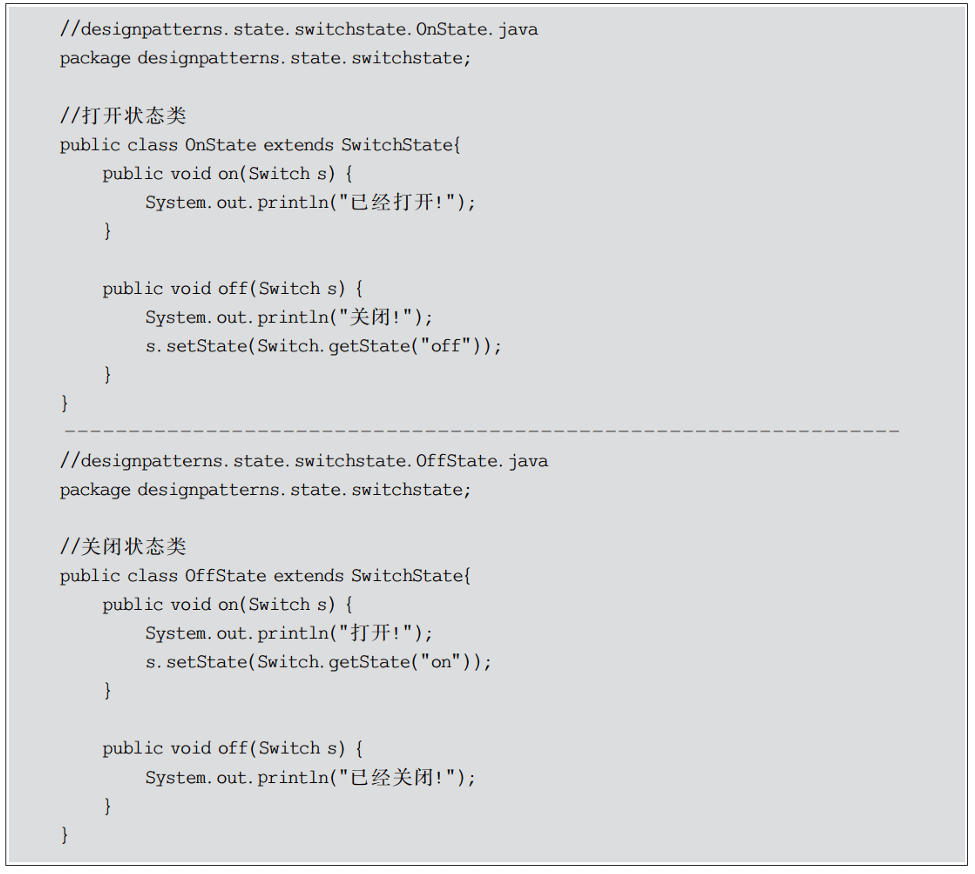 //designpatterns.state.switchstate.OnState.java
package designpatterns.state.switchstate;
//打开状态类
public class OnState extends SwitchState{
public void on(Switch s) {
System.out.println("已经打开!");
}
public void off(Switch s) {
System.out.println("关闭!");
s.setState(Switch.getState("off"));
}
}
//designpatterns.state.switchstate.OffState.java
package designpatterns.state.switchstate;
//关闭状态类
public class OffState extends SwitchState{
public void on(Switch s) {
System.out.println("打开!");
s.setState(Switch.getState("on"));
}
public void off(Switch s) {
System.out.println("已经关闭!");
}
}